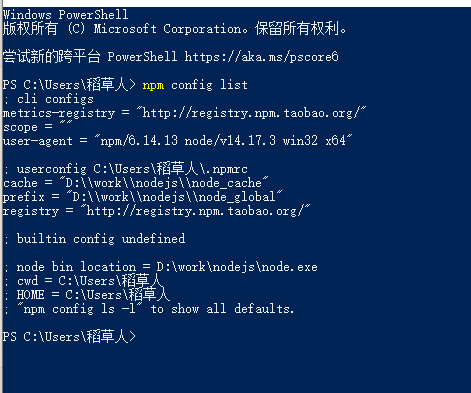 Windows PowerShell
版权所有 (C) Microsoft Corporation。保留所有权利。
尝试新的跨平台 PowerShell https://aka.ms/pscore6
PS C:\Users\稻草人> npm config list
; cli configs
metrics-registry = "http://registry.npm.taobao.org/"
scope = ""
user-agent = "npm/6.14.13 node/v14.17.3 win32 x64"
; userconfig C:\Users\稻草人\.npmrc
cache = "D:\\work\\nodejs\\node_cache"
prefix = "D:\\work\\nodejs\\node_global"
registry = "http://registry.npm.taobao.org/"
; builtin config undefined
; node bin location = D:\work\nodejs\node.exe
; cwd = C:\Users\稻草人
; HOME = C:\Users\稻草人
; "npm config ls -l" to show all defaults.
PS C:\Users\稻草人>